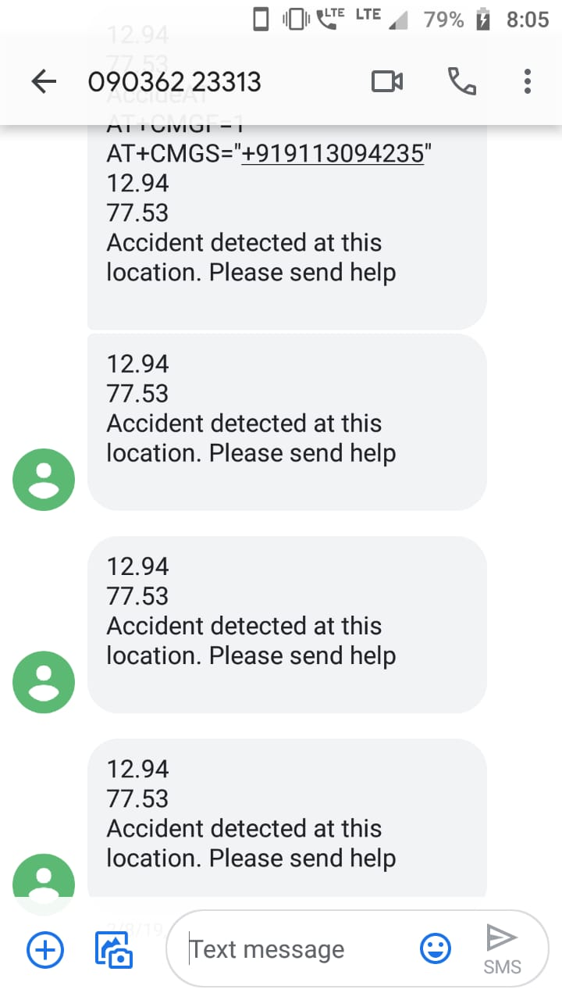 LTE LTE 79% 8:05
12.94
77.53
090362 23313
AccideAT
AT+CMGF=1
AT+CMGS="+919113094235"
12.94
77.53
Accident detected at this
location. Please send help
12.94
77.53
Accident detected at this
location. Please send help
12.94
77.53
Accident detected at this
location. Please send help
12.94
77.53
Accident detected at this
location. Please send help
Text message
SMS